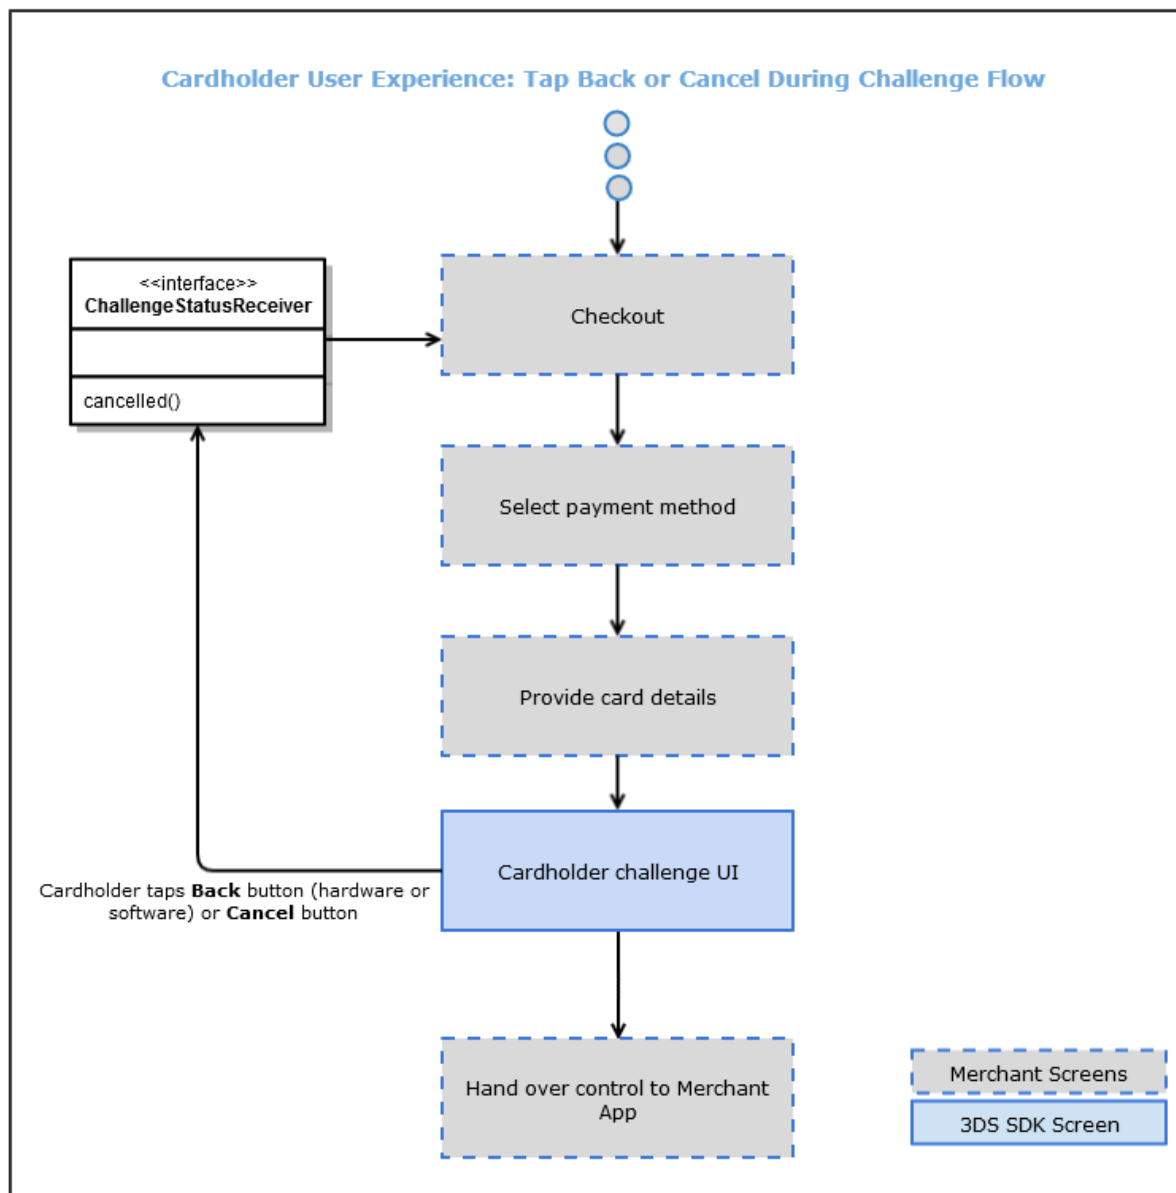 Cardholder User Experience: Tap Back or Cancel During Challenge Flow
<<interface>>
ChallengeStatusReceiver
cancelled()
Checkout
Select payment method
Provide card details
Cardholder challenge UI
Cardholder taps Back button (hardware or
software) or Cancel button
Hand over control to Merchant
App
Merchant Screens
3DS SDK Screen